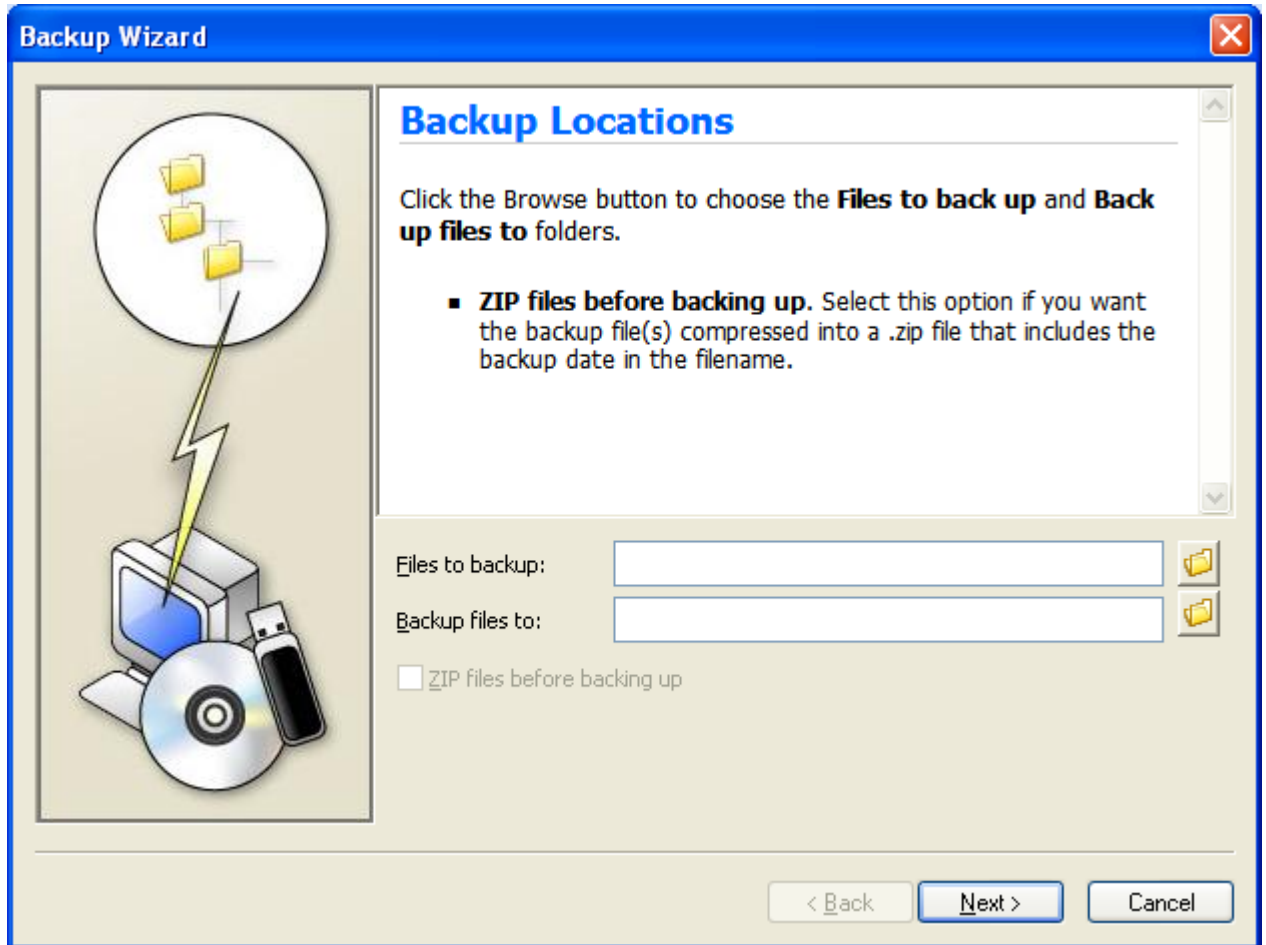 Backup Wizard
Backup Locations
Click the Browse button to choose the Files to back up and Back
up files to folders.
▪ ZIP files before backing up. Select this option if you want
the backup file(s) compressed into a .zip file that includes the
backup date in the filename.
Files to backup:
Backup files to:
ZIP files before backing up
< Back Next > Cancel